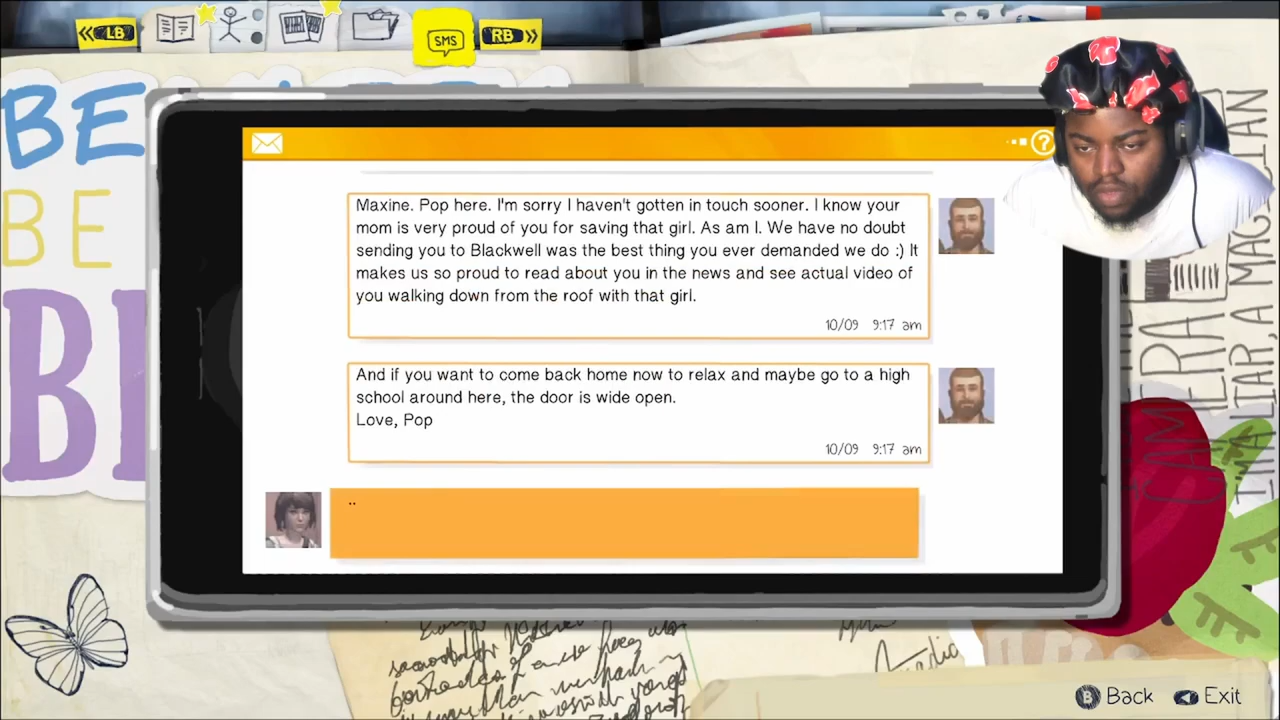 LB
SMS
RB
BE
BE
?
Maxine. Pop here. I'm sorry I haven't gotten in touch sooner. I know your
mom is very proud of you for saving that girl. As am I. We have no doubt
sending you to Blackwell was the best thing you ever demanded we do :) It
makes us so proud to read about you in the news and see actual video of
you walking down from the roof with that girl.
10/09 9:17 am
And if you want to come back home now to relax and maybe go to a high
school around here, the door is wide open.
Love, Pop
10/09 9:17 am
..
CAMERA
LIAR, A MAGICIAN
B Back
Exit